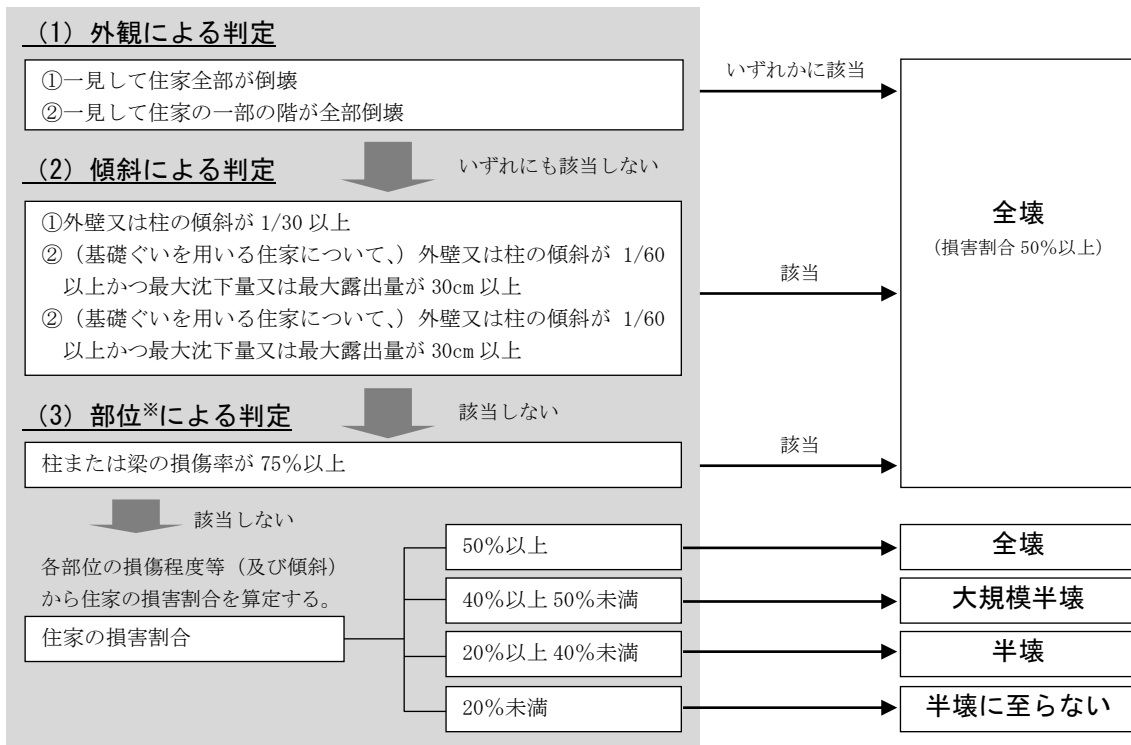 (1) 外観による判定
①一見して住家全部が倒壊
②一見して住家の一部の階が全部倒壊
いずれかに該当
いずれにも該当しない
(2) 傾斜による判定
①外壁又は柱の傾斜が 1/30 以上
②（基礎ぐいを用いる住家について、）外壁又は柱の傾斜が 1/60
以上かつ最大沈下量又は最大露出量が 30cm 以上
②（基礎ぐいを用いる住家について、）外壁又は柱の傾斜が 1/60
以上かつ最大沈下量又は最大露出量が 30cm 以上
該当
全壊
（損害割合 50％以上）
該当しない
(3) 部位※による判定
柱または梁の損傷率が 75％以上
該当
該当しない
各部位の損傷程度等（及び傾斜）
から住家の損害割合を算定する。
住家の損害割合
50％以上
全壊
40％以上 50％未満
大規模半壊
20％以上 40％未満
半壊
20％未満
半壊に至らない